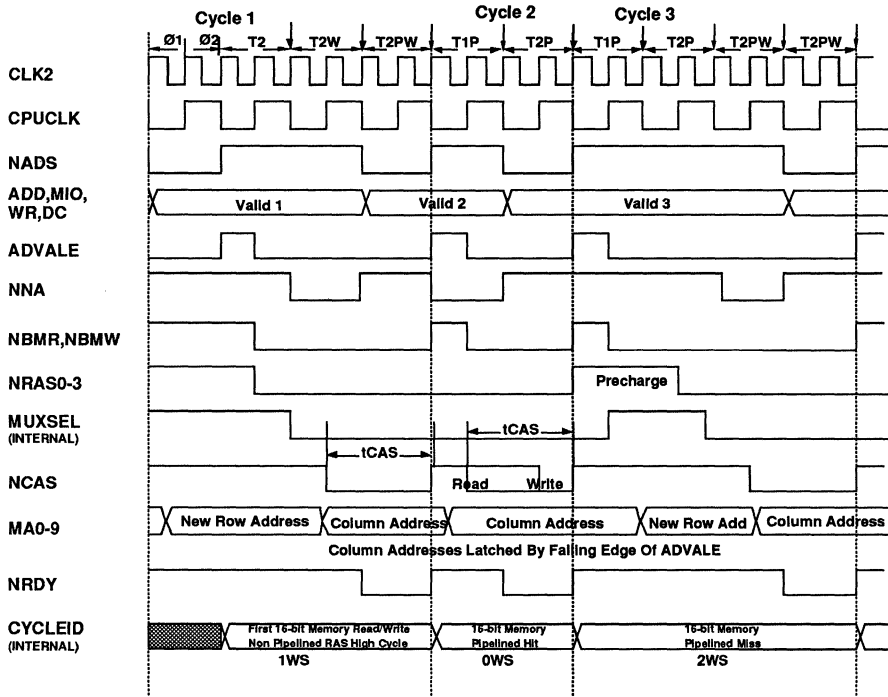 Cycle 1
Cycle 2
Cycle 3
Ø1 Ø2 T2 T2W T2PW T1P T2P T1P T2P T2PW T2PW
CLK2
CPUCLK
NADS
ADD,MIO,
WR,DC
Valid 1 Valid 2 Valid 3
ADVALE
NNA
NBMR,NBMW
NRAS0-3
Precharge
MUXSEL
(INTERNAL)
tCAS
tCAS
NCAS
Read Write
MA0-9
New Row Address Column Address Column Address New Row Add Column Address
Column Addresses Latched By Falling Edge Of ADVALE
NRDY
CYCLEID
(INTERNAL)
First 16-bit Memory Read/Write
Non Pipelined RAS High Cycle
16-bit Memory
Pipelined Hit
16-bit Memory
Pipelined Miss
1WS 0WS 2WS